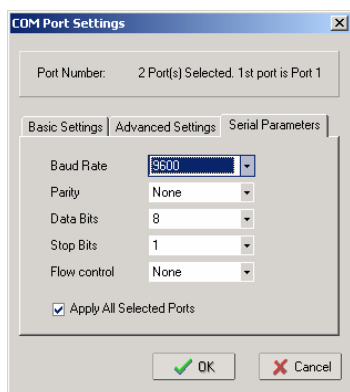 COM Port Settings
Port Number: 2 Port(s) Selected. 1st port is Port 1
Basic Settings Advanced Settings Serial Parameters
Baud Rate 9600
Parity None
Data Bits 8
Stop Bits 1
Flow control None
Apply All Selected Ports
OK Cancel